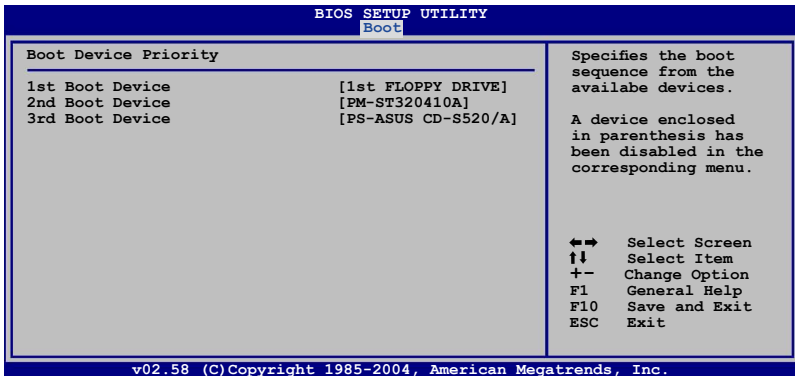 BIOS SETUP UTILITY
Boot
Boot Device Priority
1st Boot Device [1st FLOPPY DRIVE]
2nd Boot Device [PM-ST320410A]
3rd Boot Device [PS-ASUS CD-S520/A]
Specifies the boot
sequence from the
availabe devices.
A device enclosed
in parenthesis has
been disabled in the
corresponding menu.
←→ Select Screen
↑↓ Select Item
+- Change Option
F1 General Help
F10 Save and Exit
ESC Exit
v02.58 (C)Copyright 1985-2004, American Megatrends, Inc.